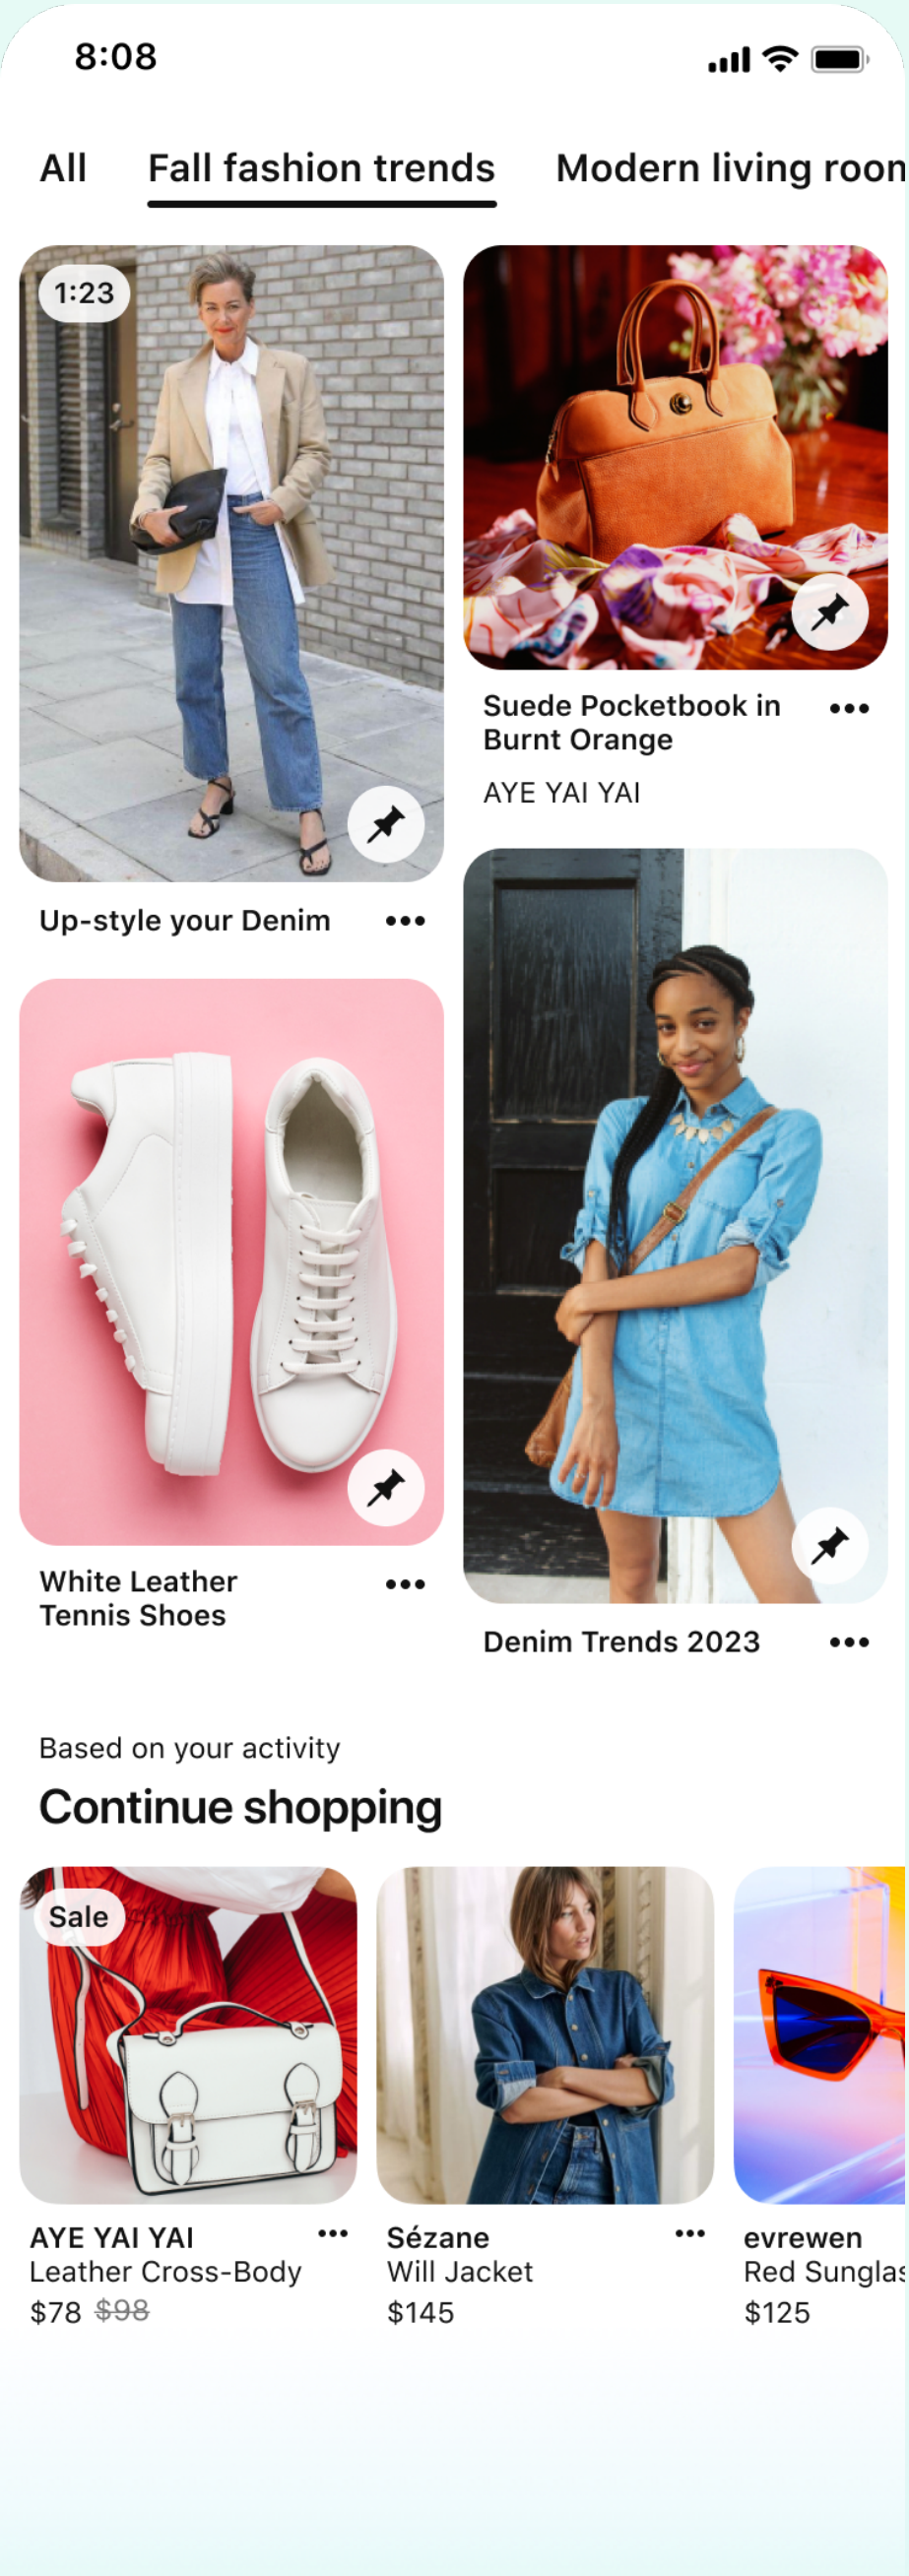 8:08
All
Fall fashion trends
Modern living room
1:23
Up-style your Denim
Suede Pocketbook in
Burnt Orange
AYE YAI YAI
White Leather
Tennis Shoes
Denim Trends 2023
Based on your activity
Continue shopping
Sale
AYE YAI YAI
Leather Cross-Body
$78 $98
Sézane
Will Jacket
$145
evrewen
Red Sunglas
$125